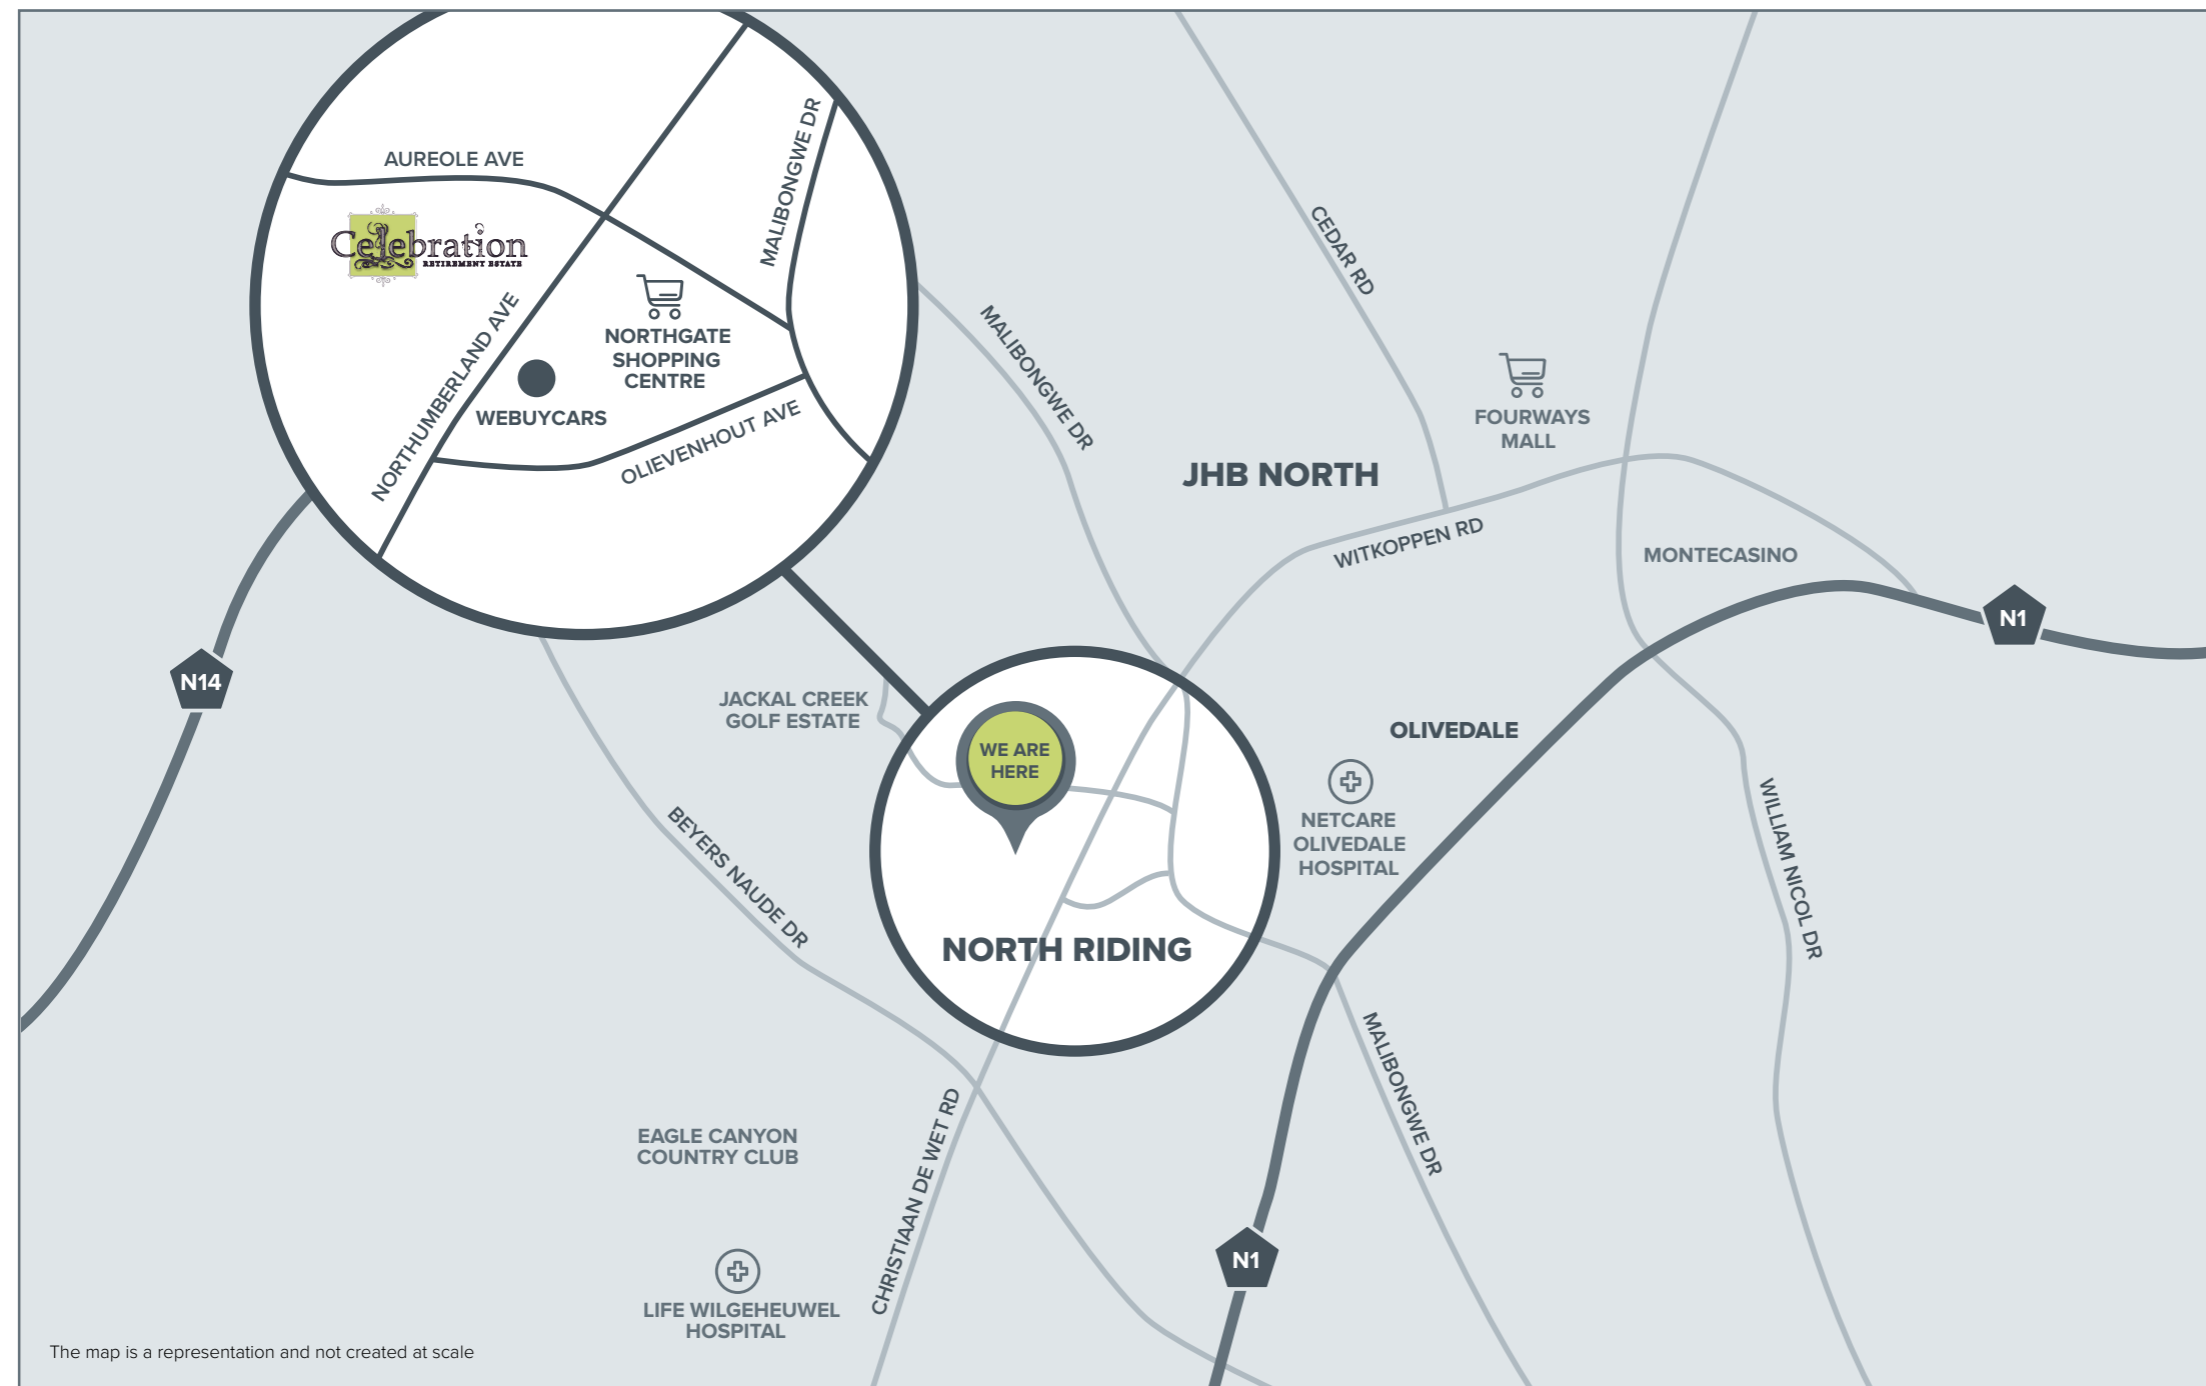 AUREOLE AVE
MALIBONGWE DR
Celebration
RETIREMENT ESTATE
NORTHUMBERLAND AVE
NORTHGATE
SHOPPING
CENTRE
WEBUYCARS
OLIEVENHOUT AVE
CEDAR RD
MALIBONGWE DR
FOURWAYS
MALL
JHB NORTH
WITKOPPEN RD
MONTECASINO
N1
N14
JACKAL CREEK
GOLF ESTATE
WE ARE
HERE
OLIVEDALE
NETCARE
OLIVEDALE
HOSPITAL
WILLIAM NICOL DR
BEYERS NAUDE DR
NORTH RIDING
MALIBONGWE DR
CHRISTIAAN DE WET RD
EAGLE CANYON
COUNTRY CLUB
N1
LIFE WILGEHEUWEL
HOSPITAL
The map is a representation and not created at scale